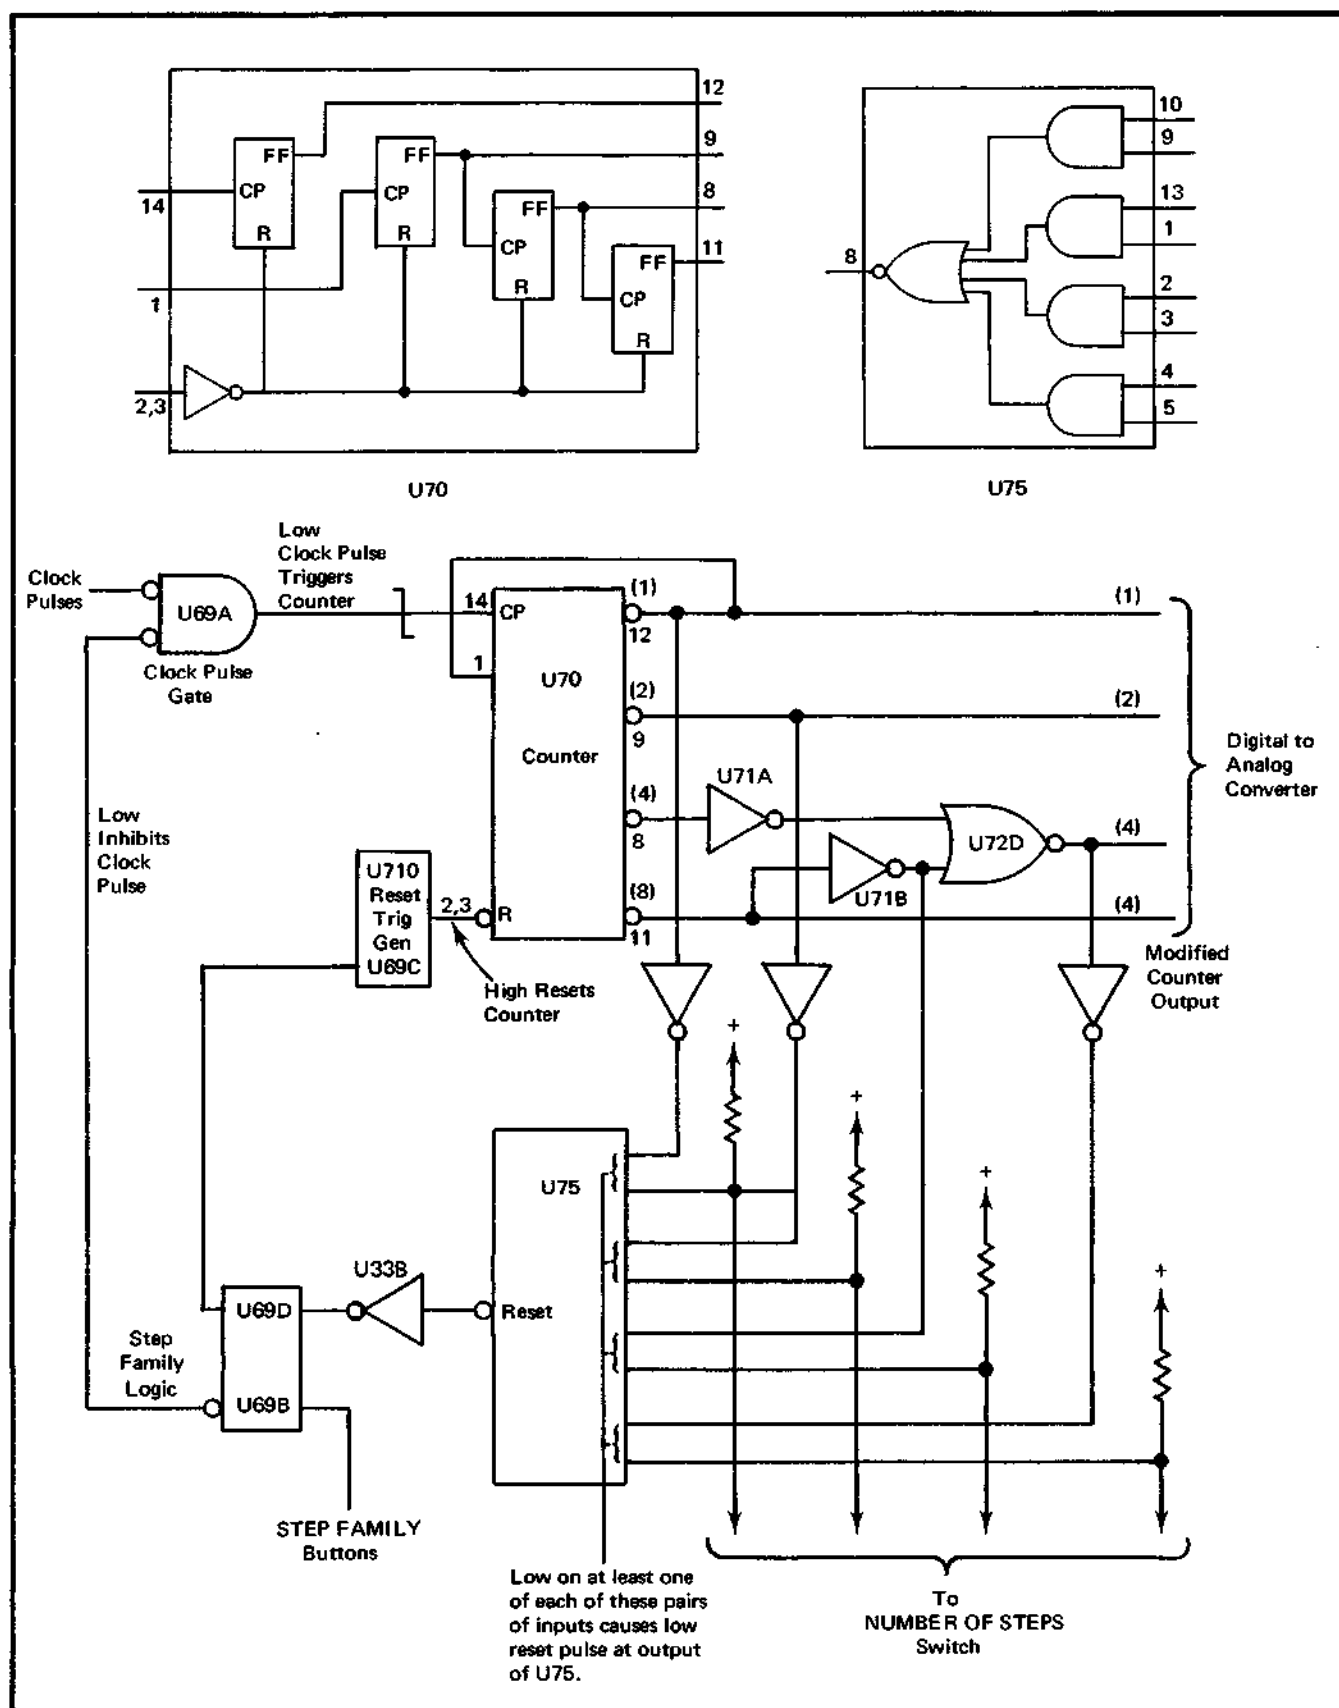 12
FF
FF
9
CP
CP
FF
8
14
R
R
CP
FF
11
1
R
CP
R
2,3
U70
10
9
13
1
8
2
3
4
5
U75
Low
Clock Pulse
Triggers
Counter
Clock
Pulses
U69A
Clock Pulse
Gate
14
CP
(1)
12
(1)
1
U70
(2)
9
(2)
Counter
Digital to
Analog
Converter
U71A
(4)
8
U72D
(4)
Low
Inhibits
Clock
Pulse
U71B
U710
Reset
Trig
Gen
U69C
2,3
R
(8)
11
(4)
High Resets
Counter
Modified
Counter
Output
+
+
+
+
U75
U33B
Reset
U69D
Step
Family
Logic
U69B
STEP FAMILY
Buttons
Low on at least one
of each of these pairs
of inputs causes low
reset pulse at output
of U75.
To
NUMBER OF STEPS
Switch